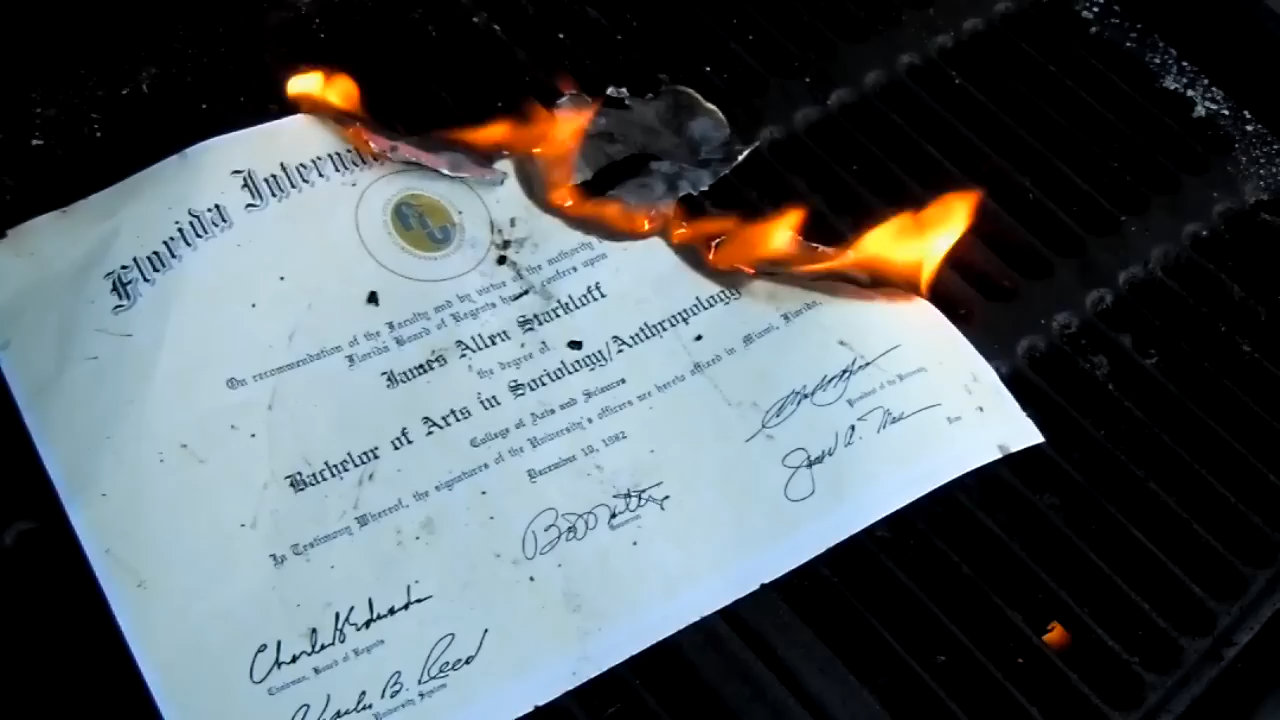 Florida Interna
On recommendation of the Faculty and by virtue of the authority
Florida Board of Regents confers upon
James Allen Starkloff
the degree of
Bachelor of Arts in Sociology/Anthropology
College of Arts and Sciences
In Testimony Whereof, the signatures of the University's officers are hereto affixed in Miami, Florida,
December 10, 1982
President of the University
Chairman, Board of Regents
B. Reed
University System